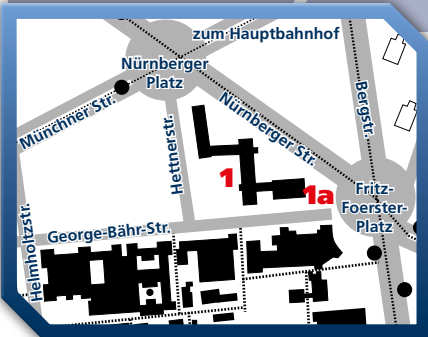 zum Hauptbahnhof
Nürnberger
Platz
Münchner Str.
Nürnberger Str.
Bergstr.
Hettnerstr.
1
1a
Fritz-
Foerster-
Platz
George-Bähr-Str.
Helmholtzstr.